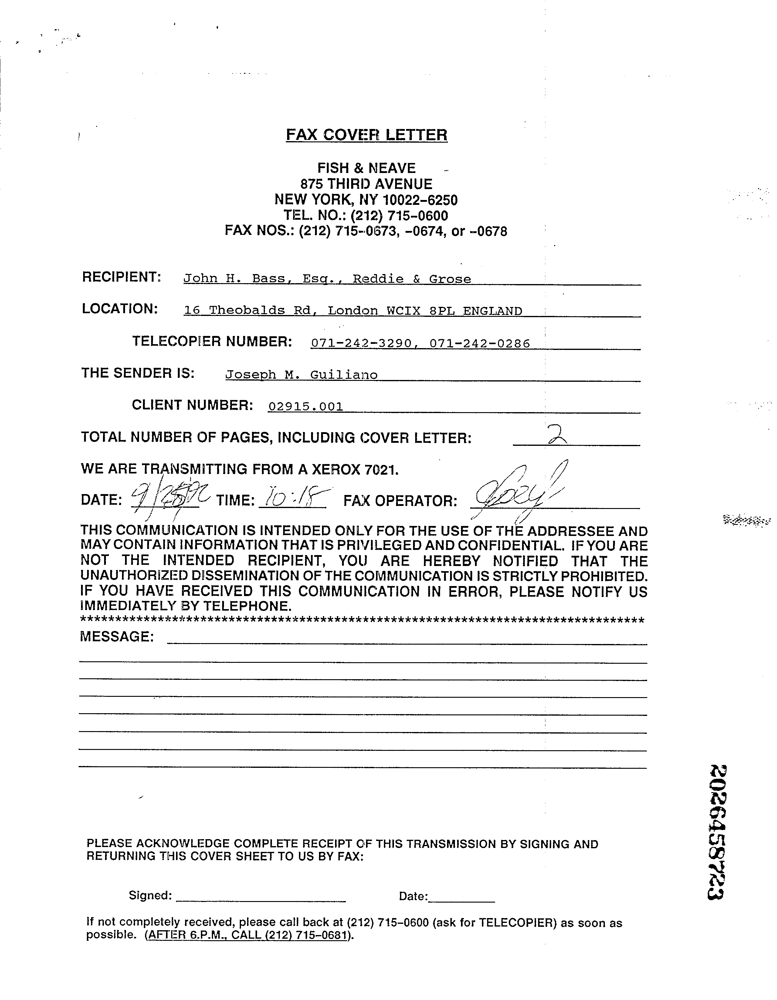 FAX COVER LETTER
FISH & NEAVE
875 THIRD AVENUE
NEW YORK, NY 10022-6250
TEL. NO.: (212) 715-0600
FAX NOS.: (212) 715-0673, -0674, or -0678
RECIPIENT: John H. Bass, Esq., Reddie & Grose
LOCATION: 16 Theobalds Rd, London WCIX 8PL ENGLAND
TELECOPIER NUMBER: 071-242-3290, 071-242-0286
THE SENDER IS: Joseph M. Guiliano
CLIENT NUMBER: 02915.001
TOTAL NUMBER OF PAGES, INCLUDING COVER LETTER: 2
WE ARE TRANSMITTING FROM A XEROX 7021.
DATE: 9/25/92 TIME: 10:18 FAX OPERATOR: Joey
THIS COMMUNICATION IS INTENDED ONLY FOR THE USE OF THE ADDRESSEE AND
MAY CONTAIN INFORMATION THAT IS PRIVILEGED AND CONFIDENTIAL. IF YOU ARE
NOT THE INTENDED RECIPIENT, YOU ARE HEREBY NOTIFIED THAT THE
UNAUTHORIZED DISSEMINATION OF THE COMMUNICATION IS STRICTLY PROHIBITED.
IF YOU HAVE RECEIVED THIS COMMUNICATION IN ERROR, PLEASE NOTIFY US
IMMEDIATELY BY TELEPHONE.
********************************************************************************
MESSAGE:
PLEASE ACKNOWLEDGE COMPLETE RECEIPT OF THIS TRANSMISSION BY SIGNING AND
RETURNING THIS COVER SHEET TO US BY FAX:
Signed: Date:
If not completely received, please call back at (212) 715-0600 (ask for TELECOPIER) as soon as
possible. (AFTER 6.P.M., CALL (212) 715-0681).
2026458723